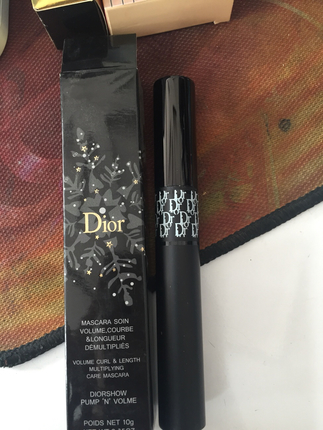 Dior
MASCARA SOIN
VOLUME,COURBE
&LONGUEUR
DÉMULTIPLIÉS
VOLUME CURL & LENGTH
MULTIPLYING
CARE MASCARA
DIORSHOW
PUMP 'N' VOLME
POIDS NET 10g